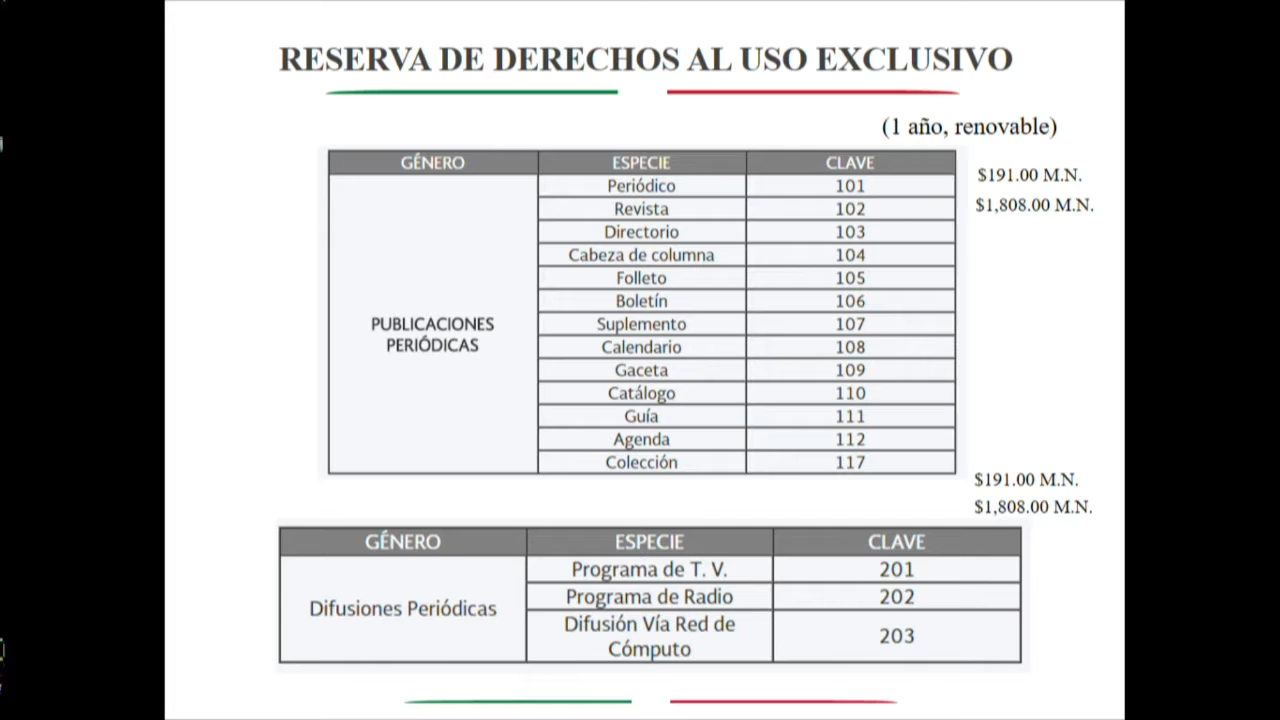 RESERVA DE DERECHOS AL USO EXCLUSIVO
(1 año, renovable)
GÉNERO ESPECIE CLAVE
$191.00 M.N.
Periódico 101
Revista 102
$1,808.00 M.N.
Directorio 103
Cabeza de columna 104
Folleto 105
Boletín 106
PUBLICACIONES
PERIÓDICAS
Suplemento 107
Calendario 108
Gaceta 109
Catálogo 110
Guía 111
Agenda 112
Colección 117
$191.00 M.N.
$1,808.00 M.N.
GÉNERO ESPECIE CLAVE
Difusiones Periódicas
Programa de T. V. 201
Programa de Radio 202
Difusión Vía Red de
Cómputo
203